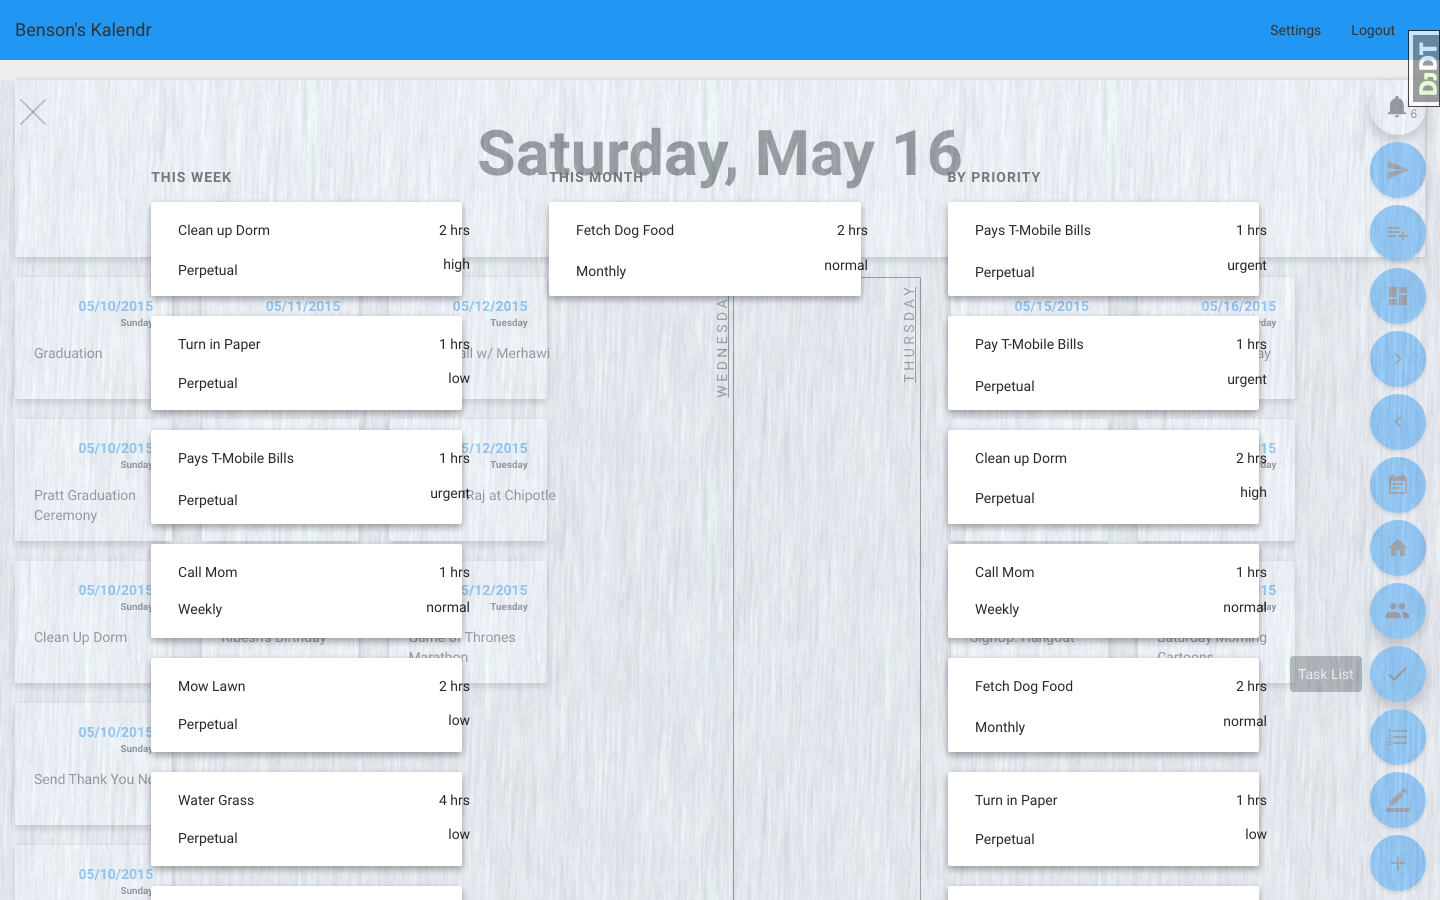 Benson's Kalendr
Settings
Logout
DjDT
6
Saturday, May 16
THIS WEEK
Clean up Dorm 2 hrs
Perpetual high
Turn in Paper 1 hrs
Perpetual low
Pays T-Mobile Bills 1 hrs
Perpetual urgent
Call Mom 1 hrs
Weekly normal
Mow Lawn 2 hrs
Perpetual low
Water Grass 4 hrs
Perpetual low
THIS MONTH
Fetch Dog Food 2 hrs
Monthly normal
BY PRIORITY
Pays T-Mobile Bills 1 hrs
Perpetual urgent
Pay T-Mobile Bills 1 hrs
Perpetual urgent
Clean up Dorm 2 hrs
Perpetual high
Call Mom 1 hrs
Weekly normal
Fetch Dog Food 2 hrs
Monthly normal
Turn in Paper 1 hrs
Perpetual low
05/10/2015
Sunday
Graduation
05/10/2015
Sunday
Pratt Graduation
Ceremony
05/10/2015
Sunday
Clean Up Dorm
05/10/2015
Sunday
Send Thank You
05/10/2015
Sunday
05/11/2015
Birthday
05/12/2015
Tuesday
w/ Merhawi
5/12/2015
Tuesday
Raj at Chipotle
5/12/2015
Tuesday
Game of Thrones
Marathon
WEDNESDA
THURSDAY
05/15/2015
SignUp: Hangout
05/16/2015
Saturday Morning
Cartoons
Task List